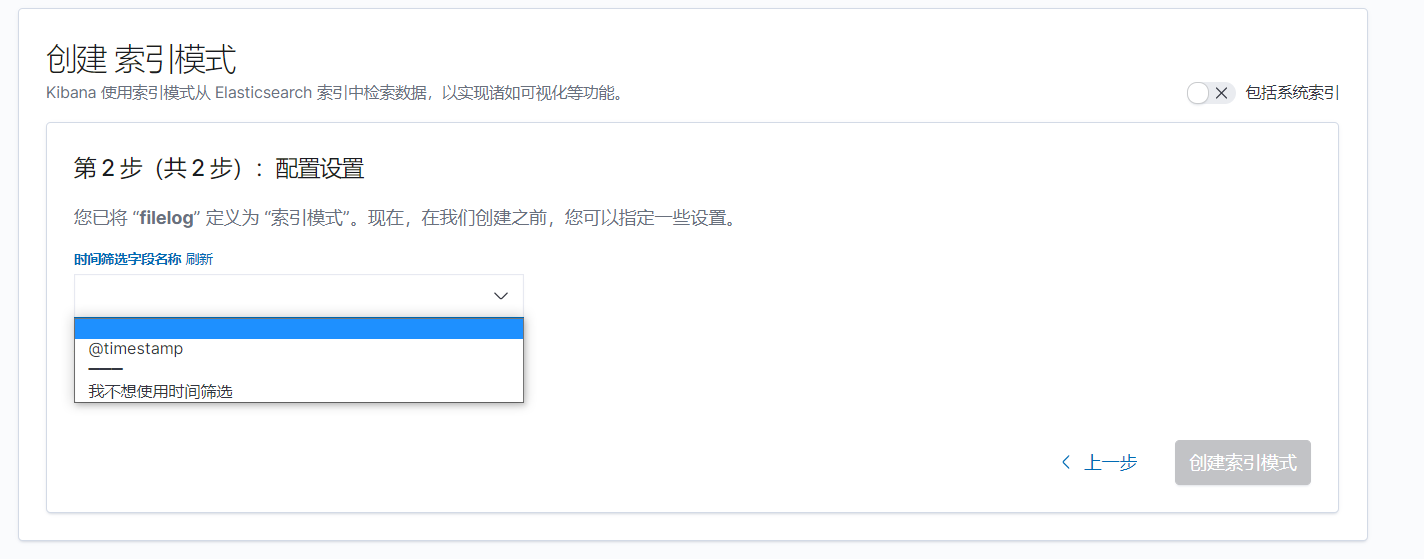 创建 索引模式
Kibana 使用索引模式从 Elasticsearch 索引中检索数据，以实现诸如可视化等功能。
包括系统索引
第 2 步（共 2 步）：配置设置
您已将 “filelog” 定义为 “索引模式”。现在，在我们创建之前，您可以指定一些设置。
时间筛选字段名称 刷新
@timestamp
———
我不想使用时间筛选
上一步
创建索引模式